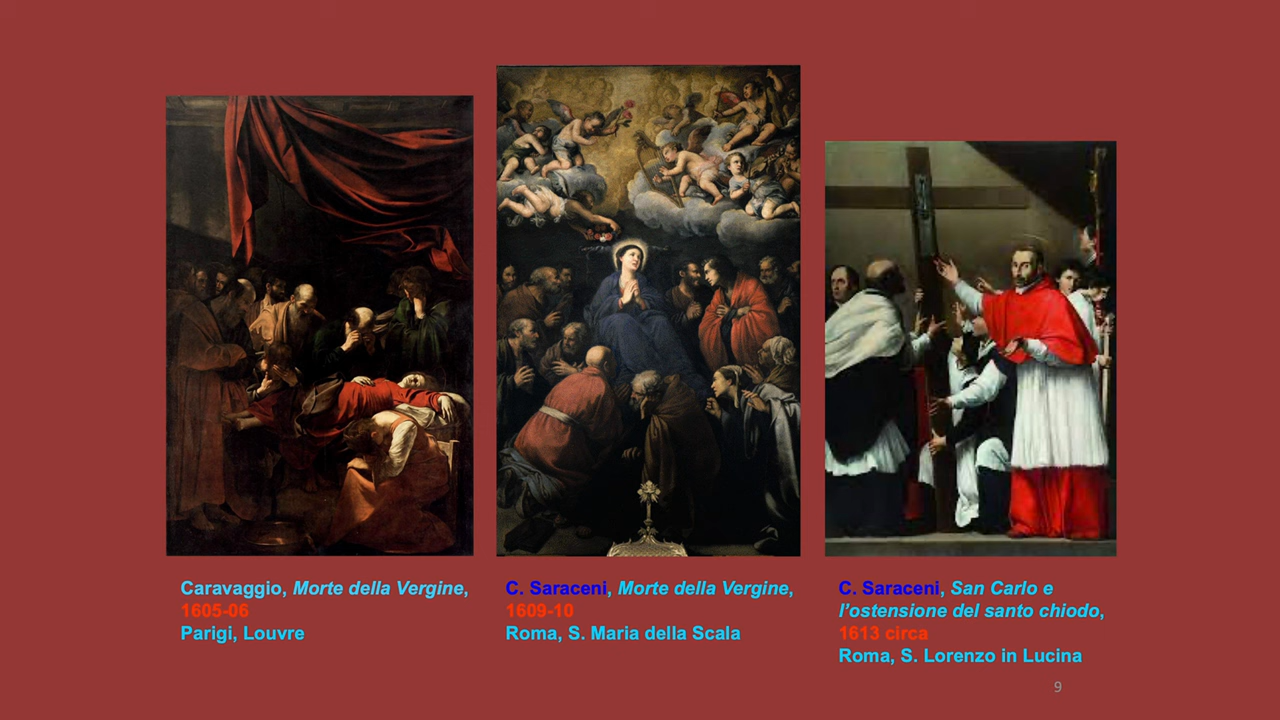 Caravaggio, Morte della Vergine,
1605-06
Parigi, Louvre
C. Saraceni, Morte della Vergine,
1609-10
Roma, S. Maria della Scala
C. Saraceni, San Carlo e
l’ostensione del santo chiodo,
1613 circa
Roma, S. Lorenzo in Lucina
9